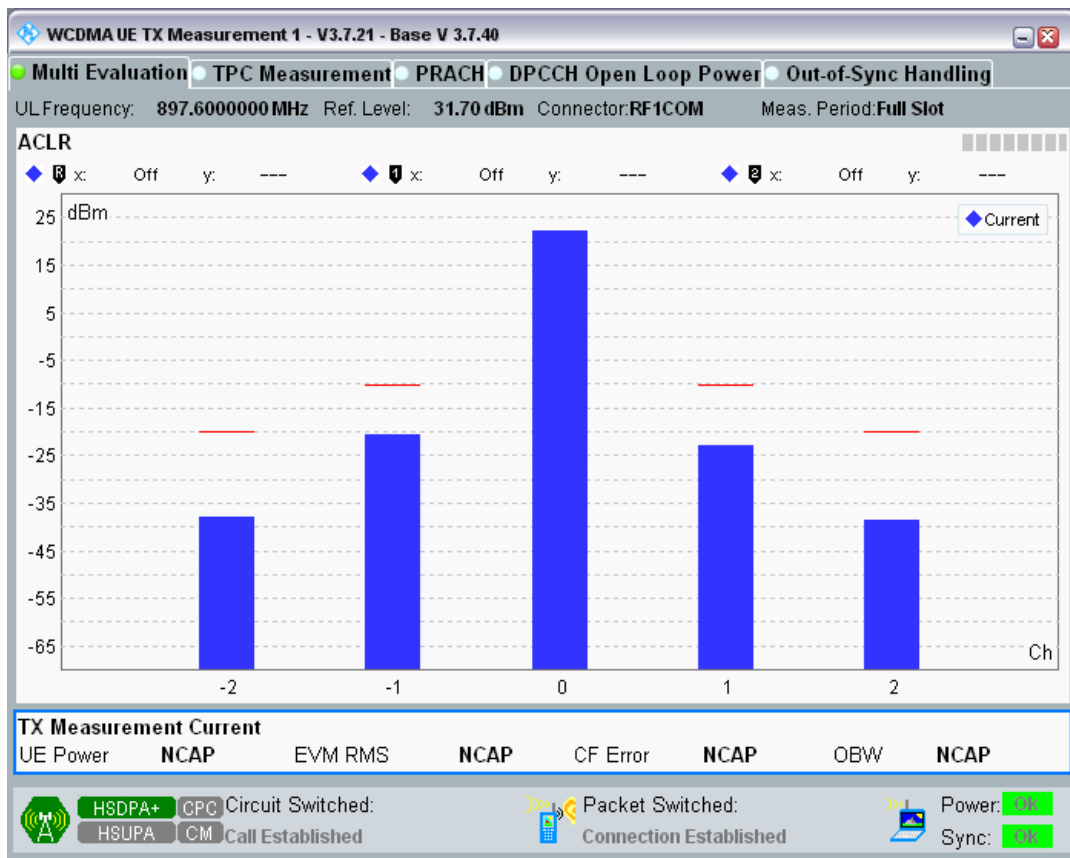 WCDMA UE TX Measurement 1 - V3.7.21 - Base V 3.7.40
Multi Evaluation TPC Measurement PRACH DPCCH Open Loop Power Out-of-Sync Handling
UL Frequency: 897.6000000 MHz Ref. Level: 31.70 dBm Connector:RF1COM Meas. Period:Full Slot
ACLR
R x: Off y: --- 1 x: Off y: --- 2 x: Off y: ---
25 dBm Current
15
5
-5
-15
-25
-35
-45
-55
-65 Ch
-2 -1 0 1 2
TX Measurement Current
UE Power NCAP EVM RMS NCAP CF Error NCAP OBW NCAP
HSDPA+ CPC Circuit Switched: Packet Switched: Power: Ok
HSUPA CM Call Established Connection Established Sync: Ok